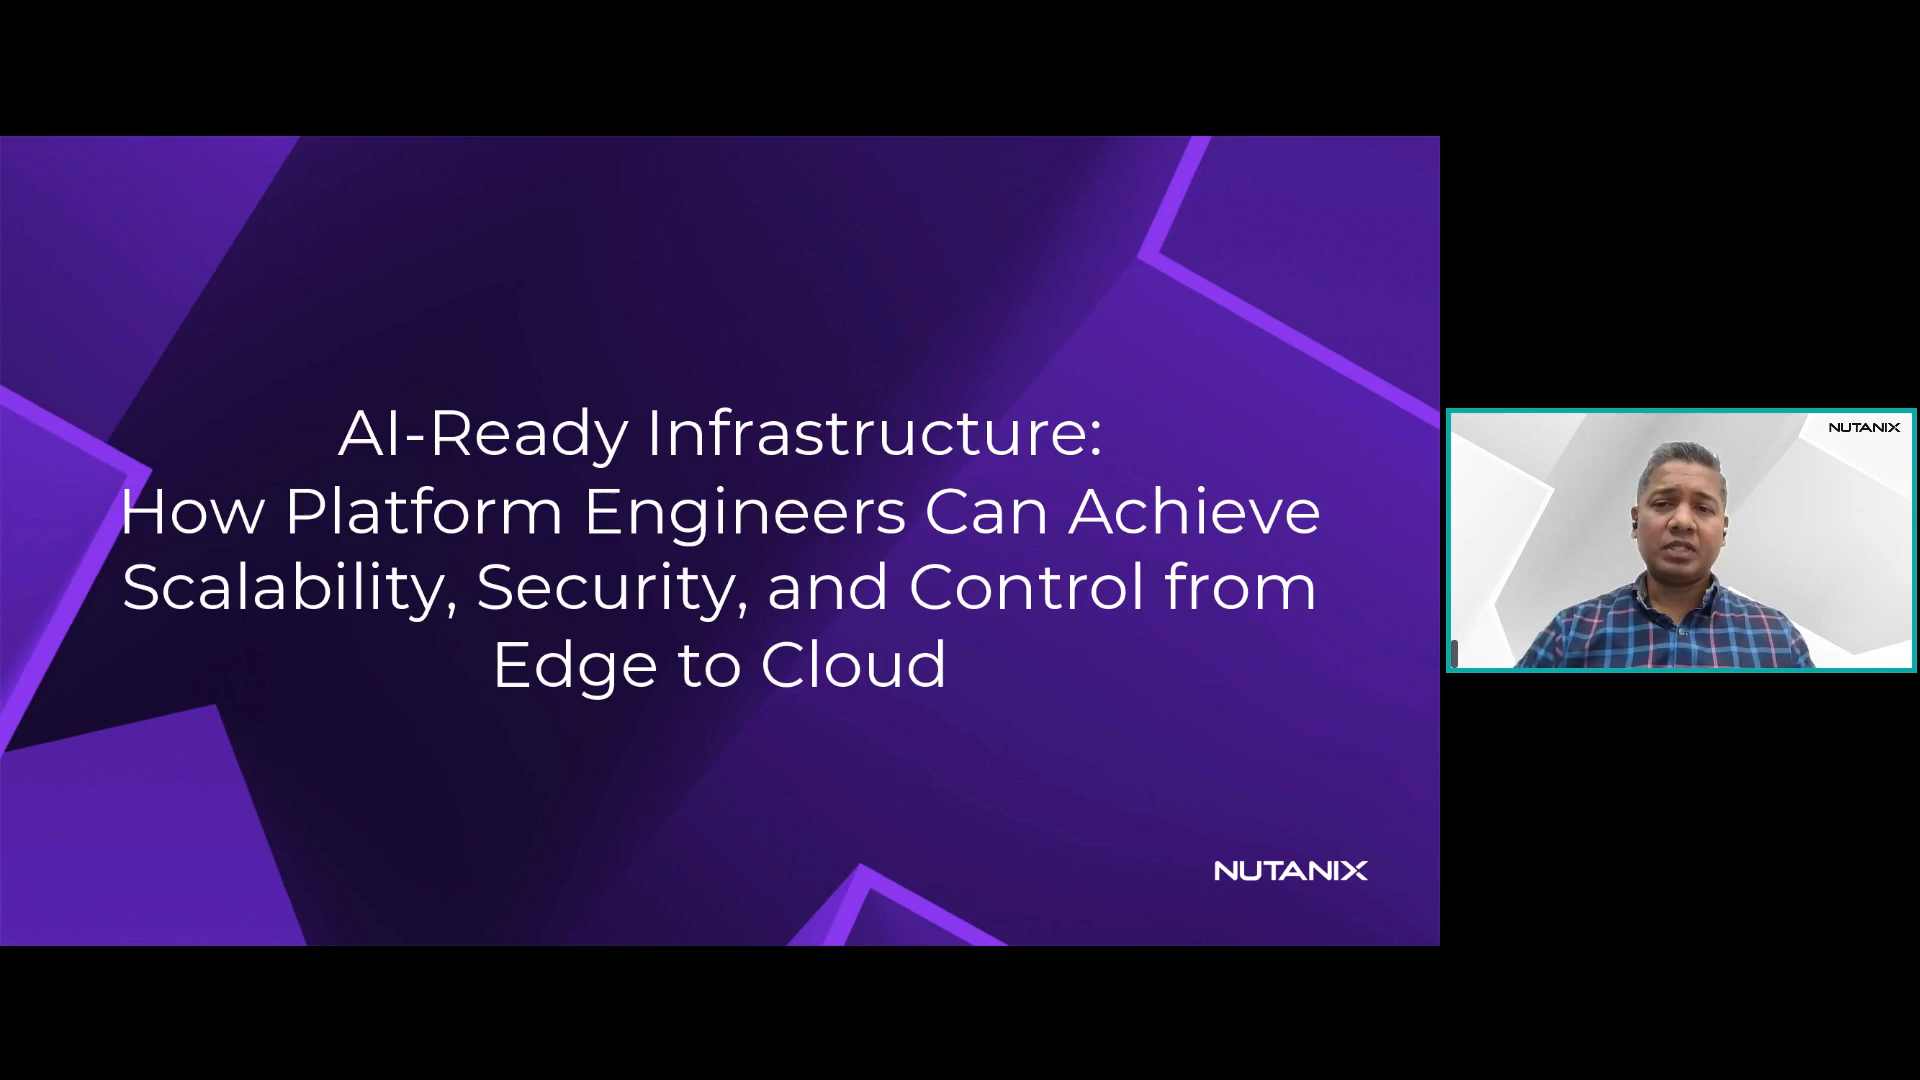 AI-Ready Infrastructure:
How Platform Engineers Can Achieve
Scalability, Security, and Control from
Edge to Cloud
NUTANIX
NUTANIX